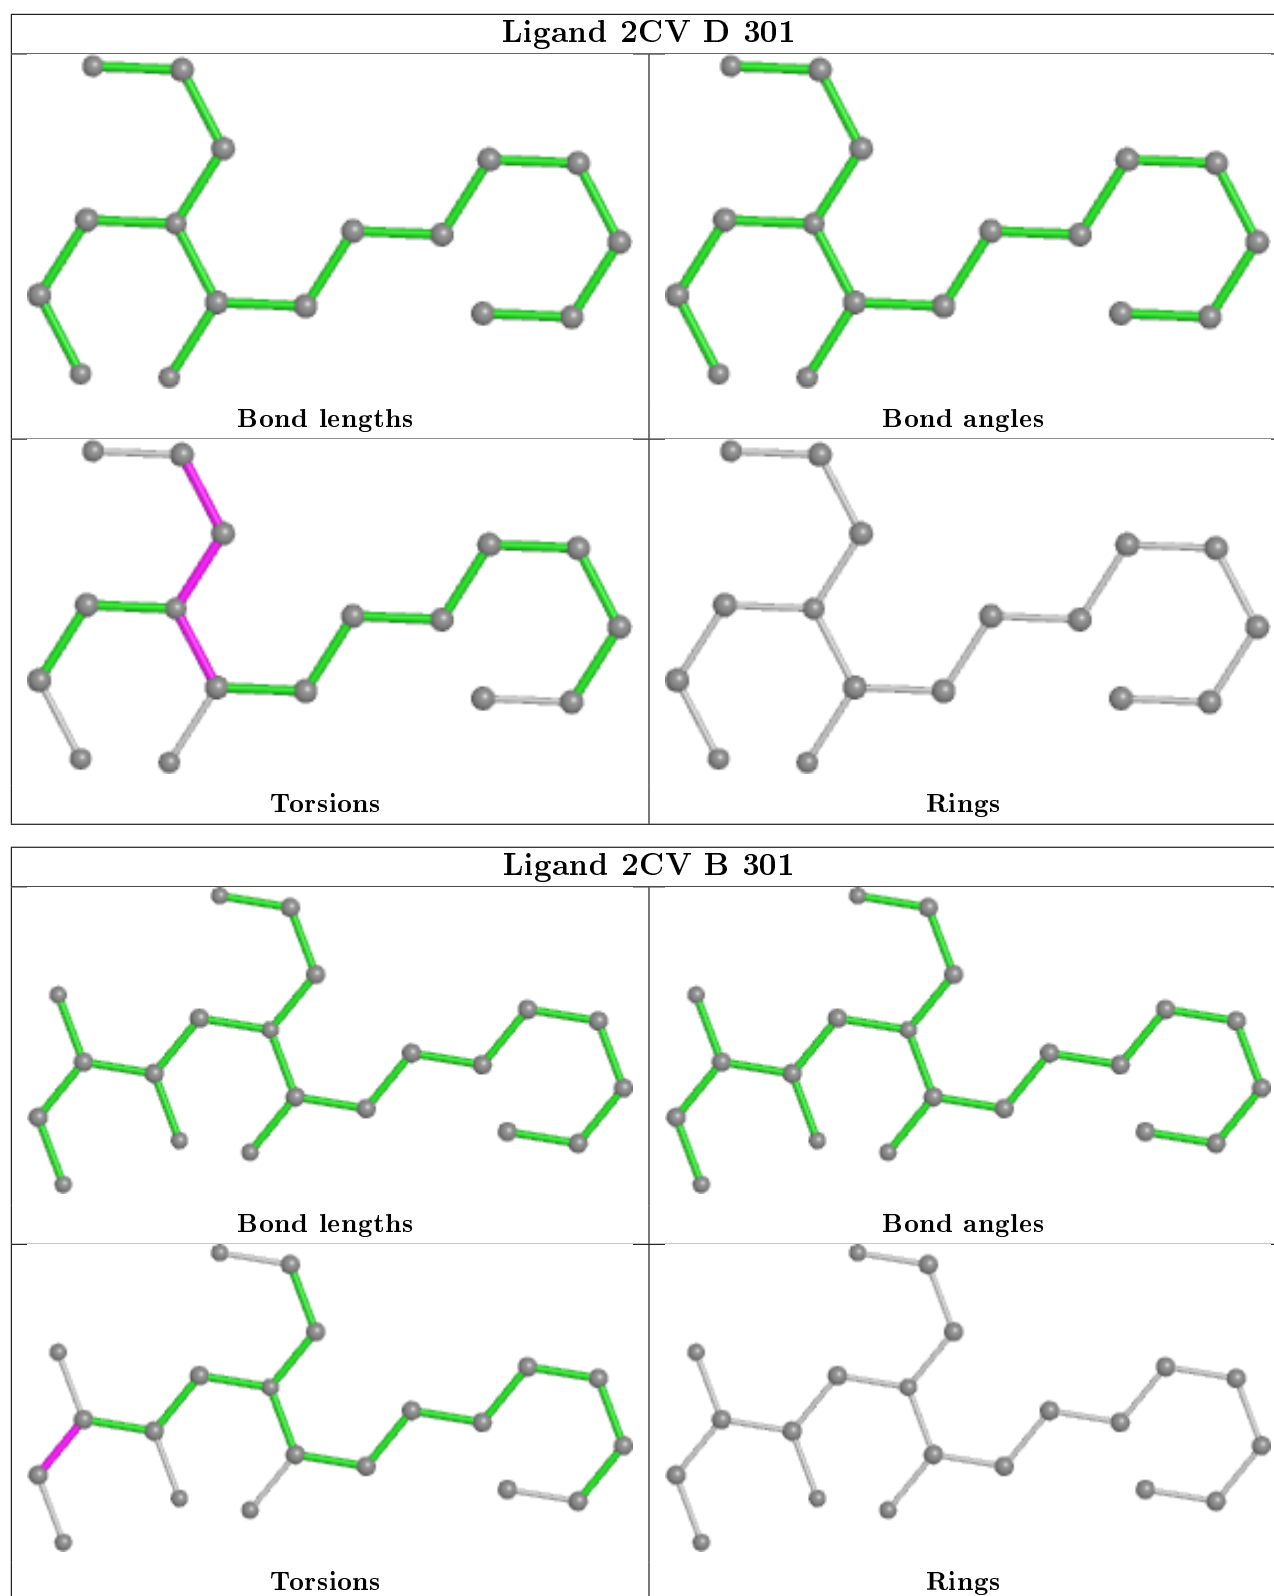 Ligand 2CV D 301
Bond lengths
Bond angles
Torsions
Rings
Ligand 2CV B 301
Bond lengths
Bond angles
Torsions
Rings